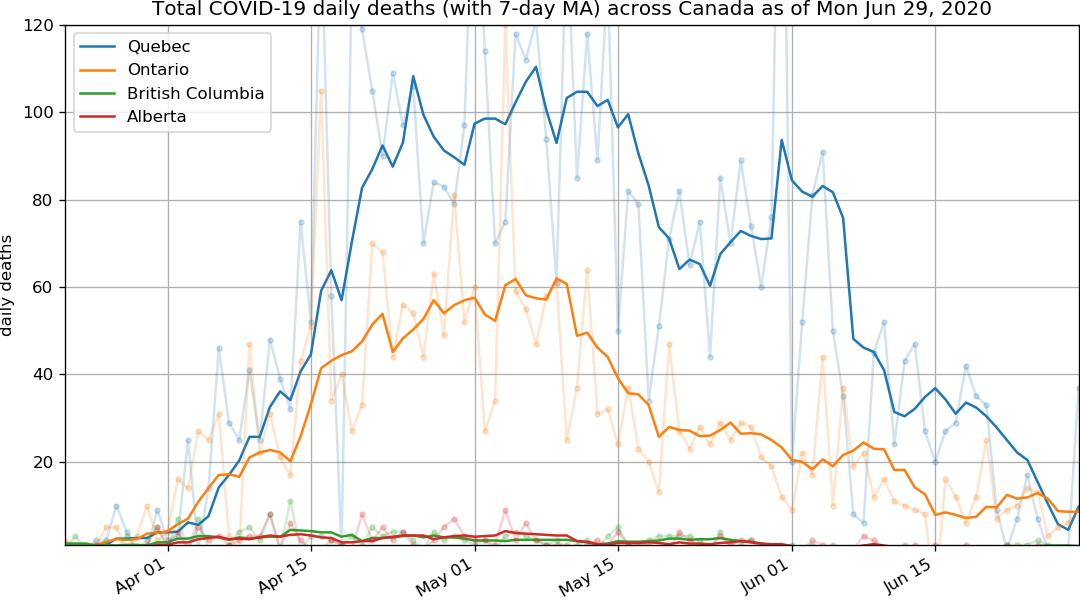 Total COVID-19 daily deaths (with 7-day MA) across Canada as of Mon Jun 29, 2020
120
100
80
60
40
20
daily deaths
Quebec
Ontario
British Columbia
Alberta
Apr 01
Apr 15
May 01
May 15
Jun 01
Jun 15